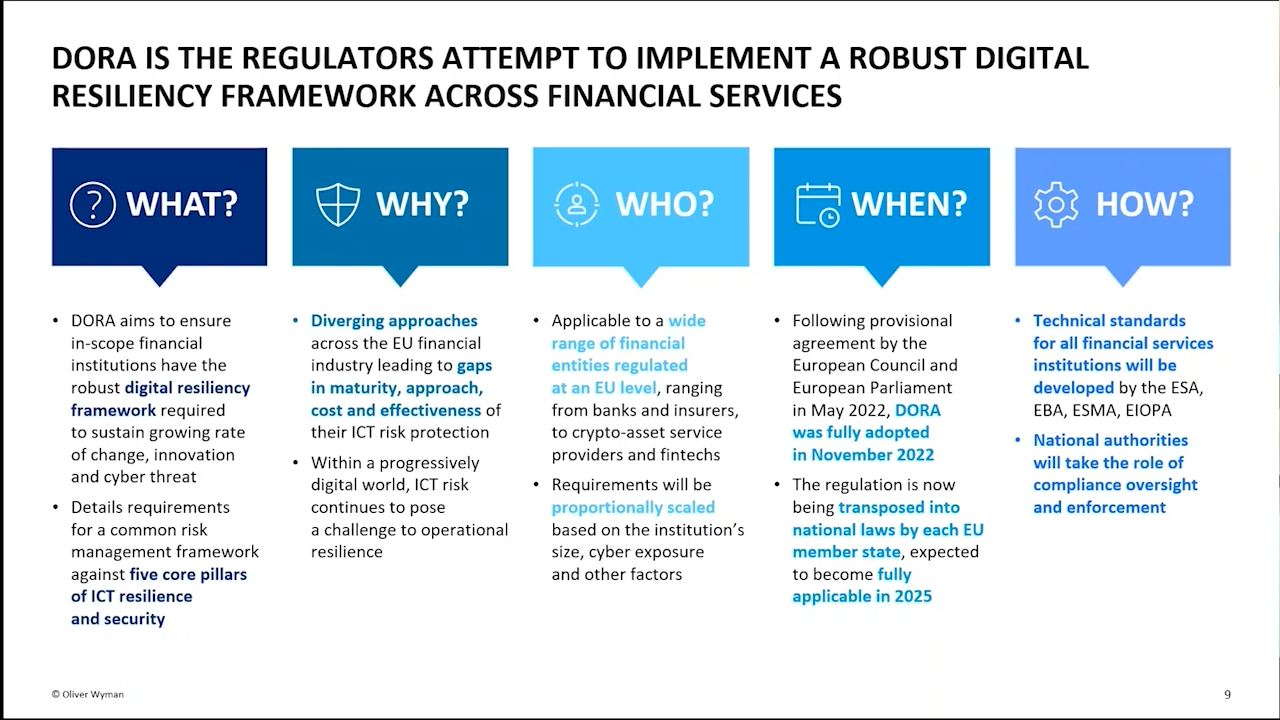 DORA IS THE REGULATORS ATTEMPT TO IMPLEMENT A ROBUST DIGITAL
RESILIENCY FRAMEWORK ACROSS FINANCIAL SERVICES
WHAT?
• DORA aims to ensure
in-scope financial
institutions have the
robust digital resiliency
framework required
to sustain growing rate
of change, innovation
and cyber threat
• Details requirements
for a common risk
management framework
against five core pillars
of ICT resilience
and security
WHY?
• Diverging approaches
across the EU financial
industry leading to gaps
in maturity, approach,
cost and effectiveness of
their ICT risk protection
• Within a progressively
digital world, ICT risk
continues to pose
a challenge to operational
resilience
WHO?
• Applicable to a wide
range of financial
entities regulated
at an EU level, ranging
from banks and insurers,
to crypto-asset service
providers and fintechs
• Requirements will be
proportionally scaled
based on the institution’s
size, cyber exposure
and other factors
WHEN?
• Following provisional
agreement by the
European Council and
European Parliament
in May 2022, DORA
was fully adopted
in November 2022
• The regulation is now
being transposed into
national laws by each EU
member state, expected
to become fully
applicable in 2025
HOW?
• Technical standards
for all financial services
institutions will be
developed by the ESA,
EBA, ESMA, EIOPA
• National authorities
will take the role of
compliance oversight
and enforcement
© Oliver Wyman
9